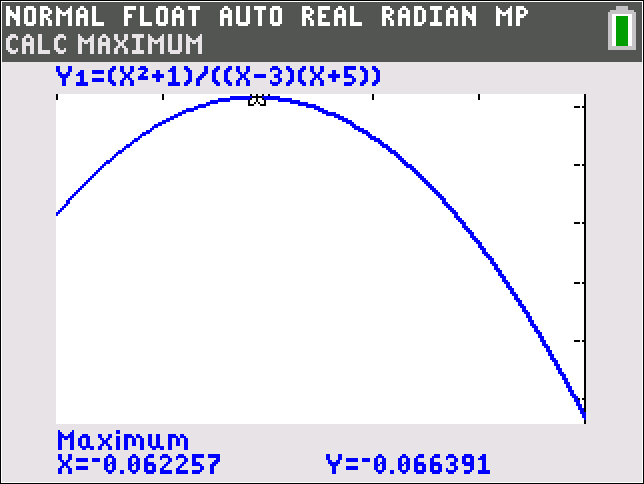 NORMAL FLOAT AUTO REAL RADIAN MP
CALC MAXIMUM
Y₁=(X²+1)/((X-3)(X+5))
Maximum
X=⁻0.062257 Y=⁻0.066391